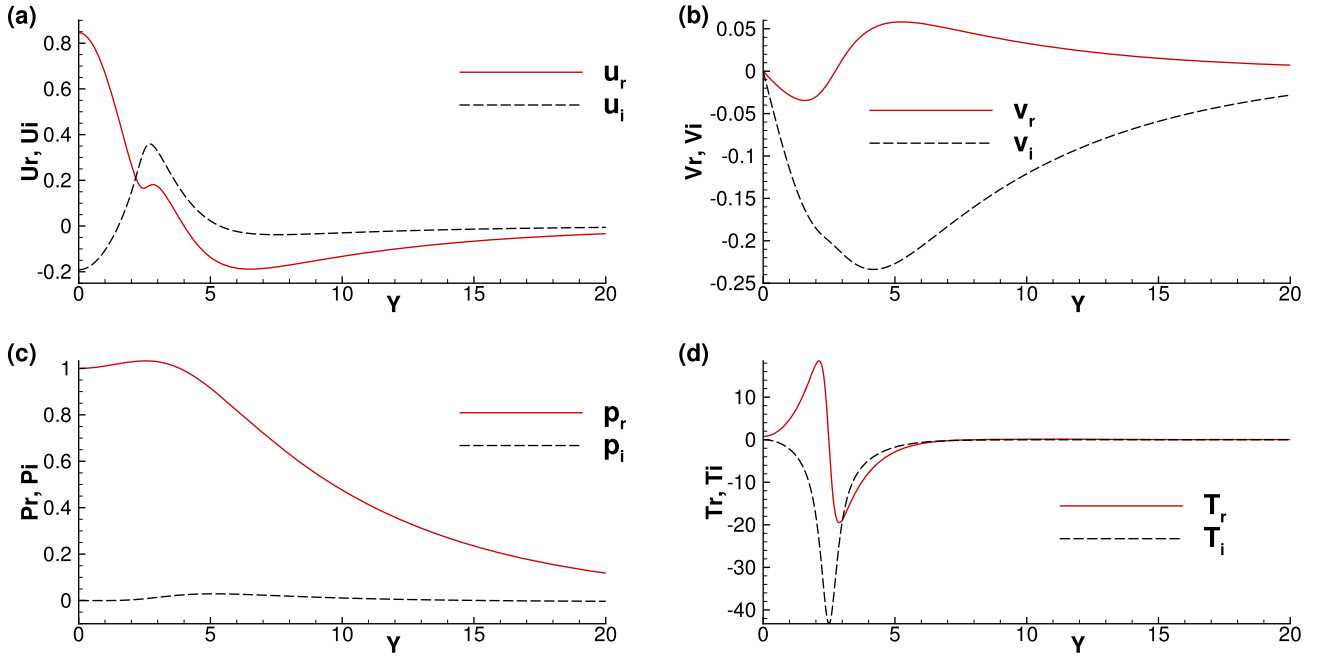 (a)
0.8
0.6
0.4
0.2
0
-0.2
Ur, Ui
u_r
u_i
0 5 10 15 20
Y
(b)
0.05
0
-0.05
-0.1
-0.15
-0.2
-0.25
Vr, Vi
v_r
v_i
0 5 10 15 20
Y
(c)
1
0.8
0.6
0.4
0.2
0
Pr, Pi
p_r
p_i
0 5 10 15 20
Y
(d)
10
0
-10
-20
-30
-40
Tr, Ti
T_r
T_i
0 5 10 15 20
Y